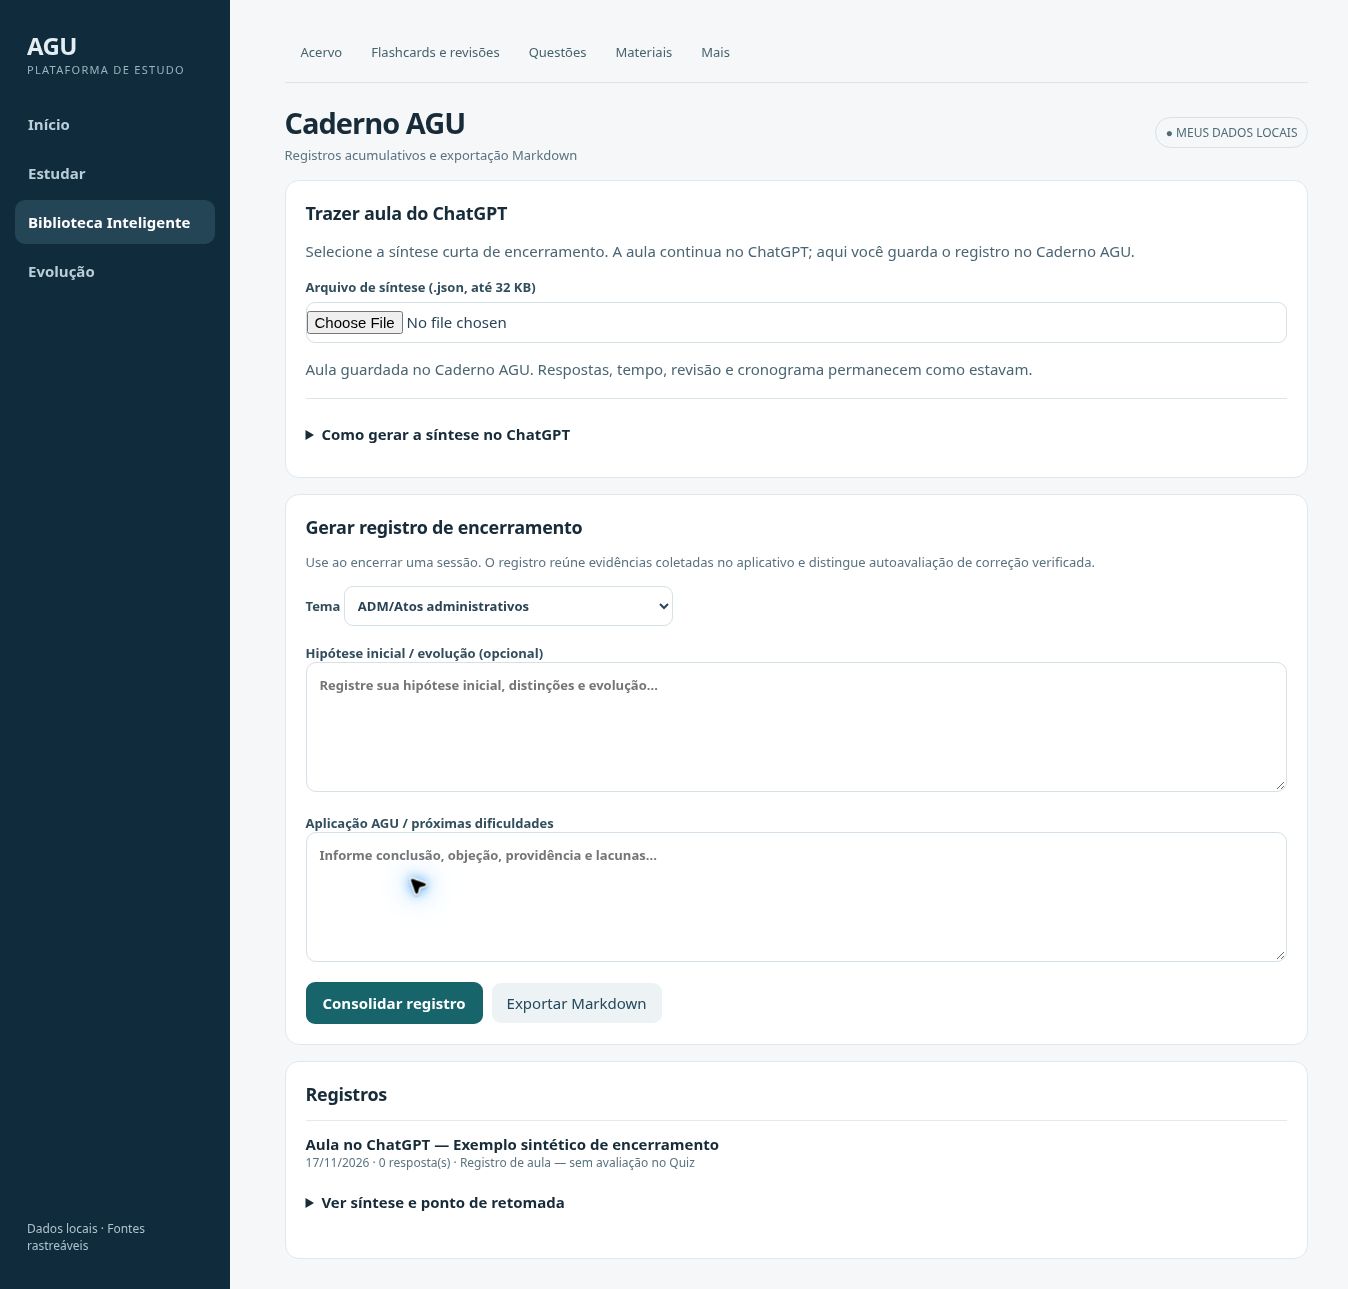 AGU
PLATAFORMA DE ESTUDO
Início
Estudar
Biblioteca Inteligente
Evolução
Dados locais · Fontes
rastreáveis
Acervo
Flashcards e revisões
Questões
Materiais
Mais
Caderno AGU
Registros acumulativos e exportação Markdown
● MEUS DADOS LOCAIS
Trazer aula do ChatGPT
Selecione a síntese curta de encerramento. A aula continua no ChatGPT; aqui você guarda o registro no Caderno AGU.
Arquivo de síntese (.json, até 32 KB)
Choose File No file chosen
Aula guardada no Caderno AGU. Respostas, tempo, revisão e cronograma permanecem como estavam.
Como gerar a síntese no ChatGPT
Gerar registro de encerramento
Use ao encerrar uma sessão. O registro reúne evidências coletadas no aplicativo e distingue autoavaliação de correção verificada.
Tema ADM/Atos administrativos
Hipótese inicial / evolução (opcional)
Registre sua hipótese inicial, distinções e evolução...
Aplicação AGU / próximas dificuldades
Informe conclusão, objeção, providência e lacunas...
Consolidar registro
Exportar Markdown
Registros
Aula no ChatGPT — Exemplo sintético de encerramento
17/11/2026 · 0 resposta(s) · Registro de aula — sem avaliação no Quiz
Ver síntese e ponto de retomada